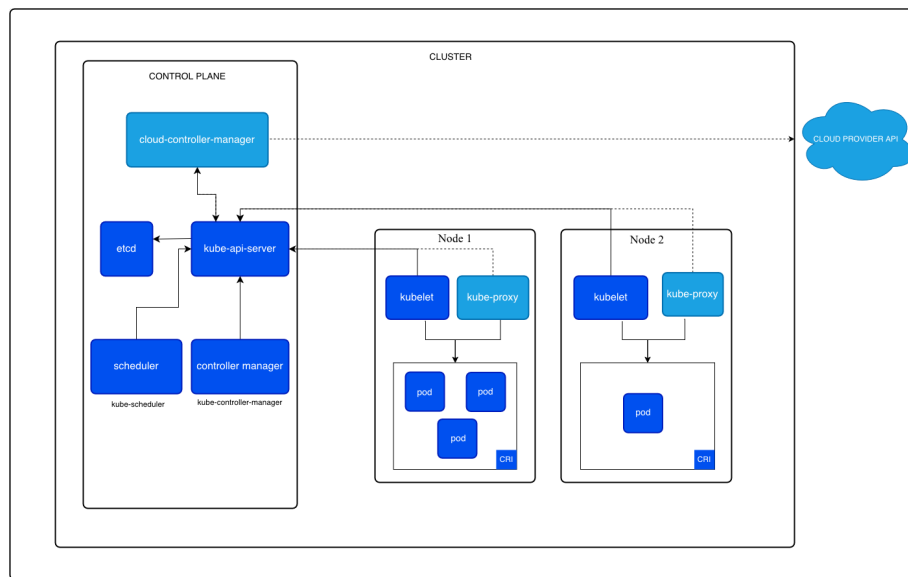 CLUSTER
CONTROL PLANE
cloud-controller-manager
CLOUD PROVIDER API
etcd
kube-api-server
scheduler
kube-scheduler
controller manager
kube-controller-manager
Node 1
kubelet
kube-proxy
pod
pod
pod
CRI
Node 2
kubelet
kube-proxy
pod
CRI